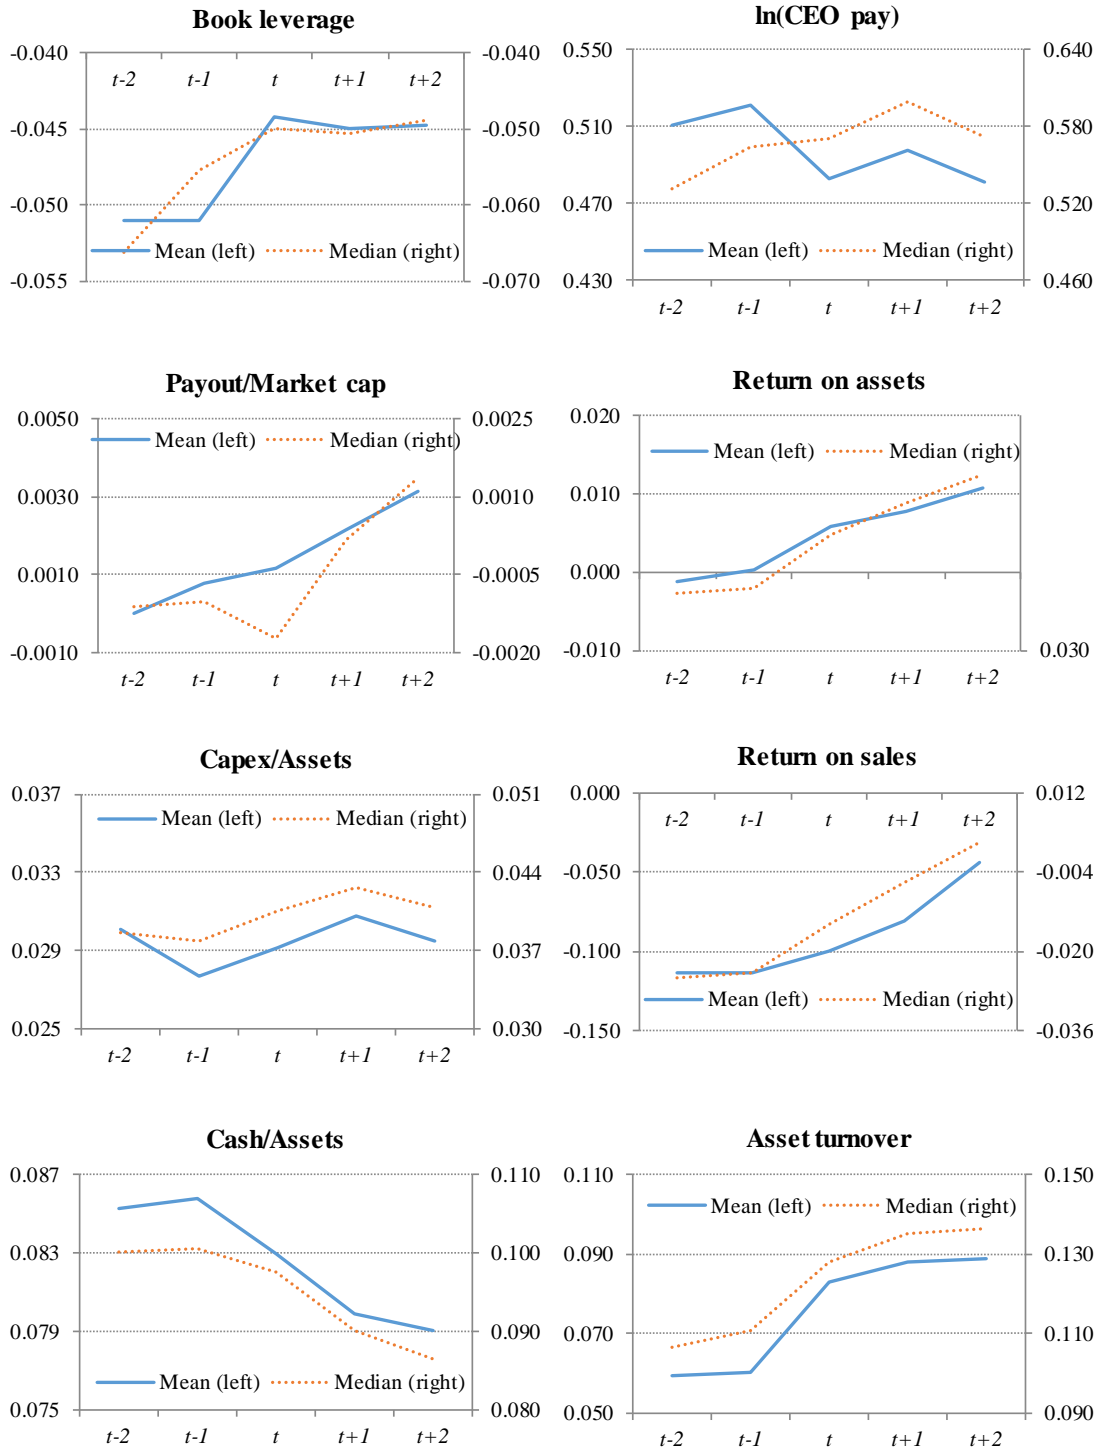 Book leverage
-0.040 -0.040
t-2 t-1 t t+1 t+2
-0.045 -0.050
-0.050 -0.060
Mean (left) Median (right)
-0.055 -0.070
ln(CEO pay)
0.550 0.640
0.510 0.580
0.470 0.520
Mean (left) Median (right)
0.430 0.460
t-2 t-1 t t+1 t+2
Payout/Market cap
0.0050 0.0025
Mean (left) Median (right)
0.0030 0.0010
0.0010 -0.0005
-0.0010 -0.0020
t-2 t-1 t t+1 t+2
Return on assets
0.020
Mean (left) Median (right)
0.010
0.000
-0.010 0.030
t-2 t-1 t t+1 t+2
Capex/Assets
0.037 0.051
Mean (left) Median (right)
0.033 0.044
0.029 0.037
0.025 0.030
t-2 t-1 t t+1 t+2
Return on sales
0.000 0.012
t-2 t-1 t t+1 t+2
-0.050 -0.004
-0.100 -0.020
Mean (left) Median (right)
-0.150 -0.036
Cash/Assets
0.087 0.110
0.083 0.100
0.079 0.090
Mean (left) Median (right)
0.075 0.080
t-2 t-1 t t+1 t+2
Asset turnover
0.110 0.150
Mean (left) Median (right)
0.090 0.130
0.070 0.110
0.050 0.090
t-2 t-1 t t+1 t+2